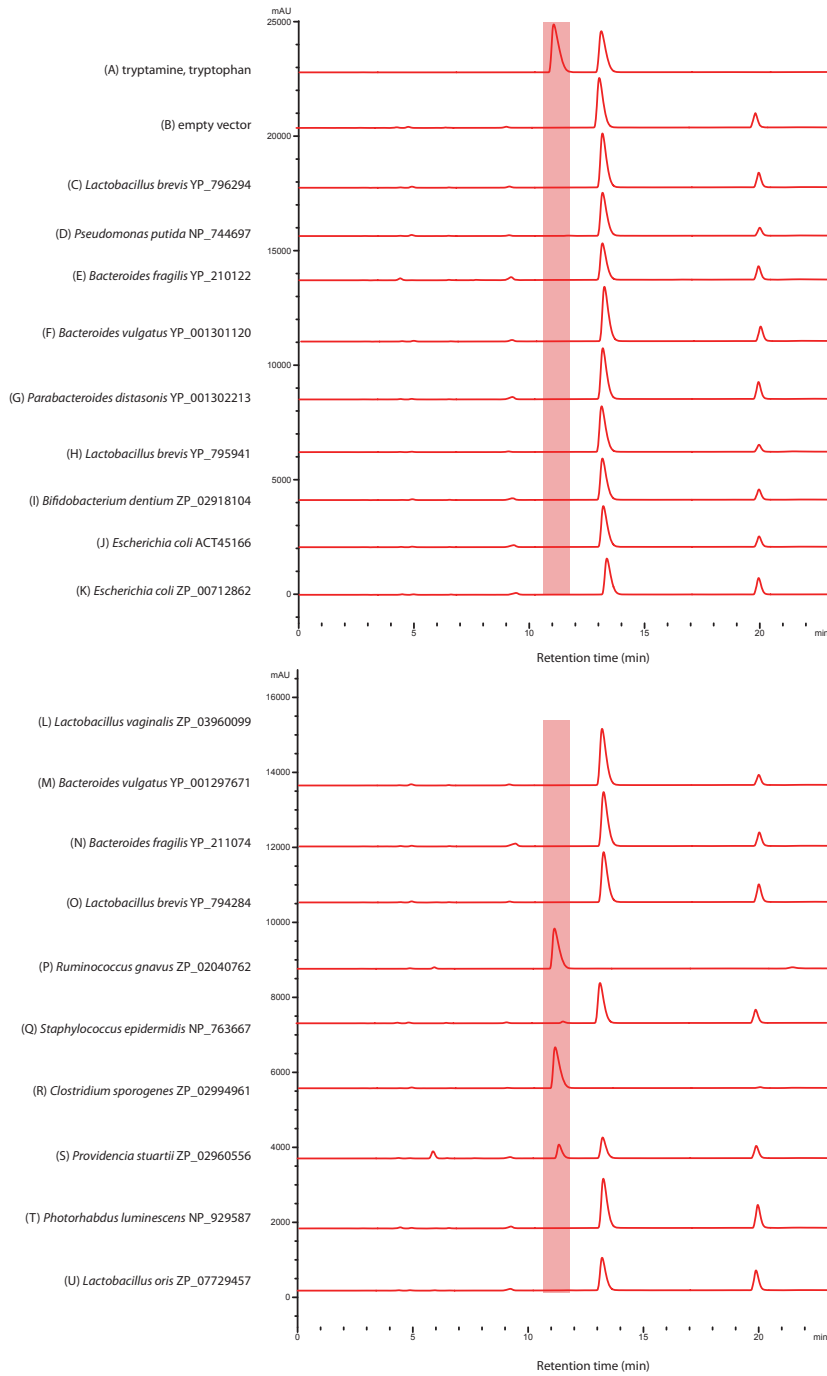 mAU
25000
(A) tryptamine, tryptophan
(B) empty vector
20000
(C) Lactobacillus brevis YP_796294
(D) Pseudomonas putida NP_744697
15000
(E) Bacteroides fragilis YP_210122
(F) Bacteroides vulgatus YP_001301120
10000
(G) Parabacteroides distasonis YP_001302213
(H) Lactobacillus brevis YP_795941
5000
(I) Bifidobacterium dentium ZP_02918104
(J) Escherichia coli ACT45166
(K) Escherichia coli ZP_00712862
0
0 5 10 15 20 min
Retention time (min)
mAU
16000
(L) Lactobacillus vaginalis ZP_03960099
14000
(M) Bacteroides vulgatus YP_001297671
(N) Bacteroides fragilis YP_211074
12000
(O) Lactobacillus brevis YP_794284
10000
(P) Ruminococcus gnavus ZP_02040762
8000
(Q) Staphylococcus epidermidis NP_763667
6000
(R) Clostridium sporogenes ZP_02994961
4000
(S) Providencia stuartii ZP_02960556
(T) Photorhabdus luminescens NP_929587
2000
(U) Lactobacillus oris ZP_07729457
0
0 5 10 15 20 min
Retention time (min)